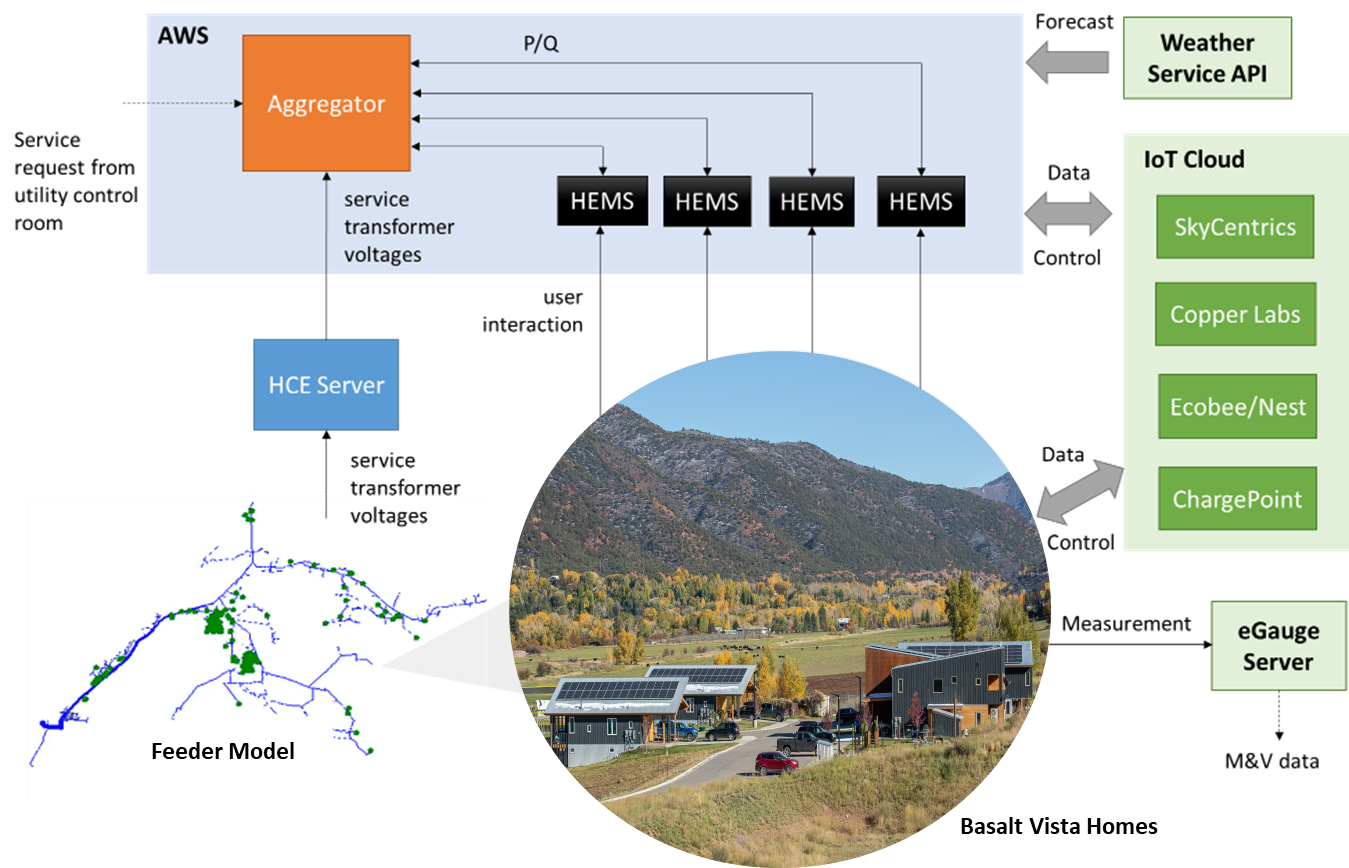 AWS
Aggregator
P/Q
Forecast
Weather
Service API
Service
request from
utility control
room
service
transformer
voltages
HEMS
HEMS
HEMS
HEMS
Data
Control
IoT Cloud
SkyCentrics
Copper Labs
Ecobee/Nest
ChargePoint
user
interaction
HCE Server
service
transformer
voltages
Data
Control
Feeder Model
Measurement
eGauge
Server
M&V data
Basalt Vista Homes